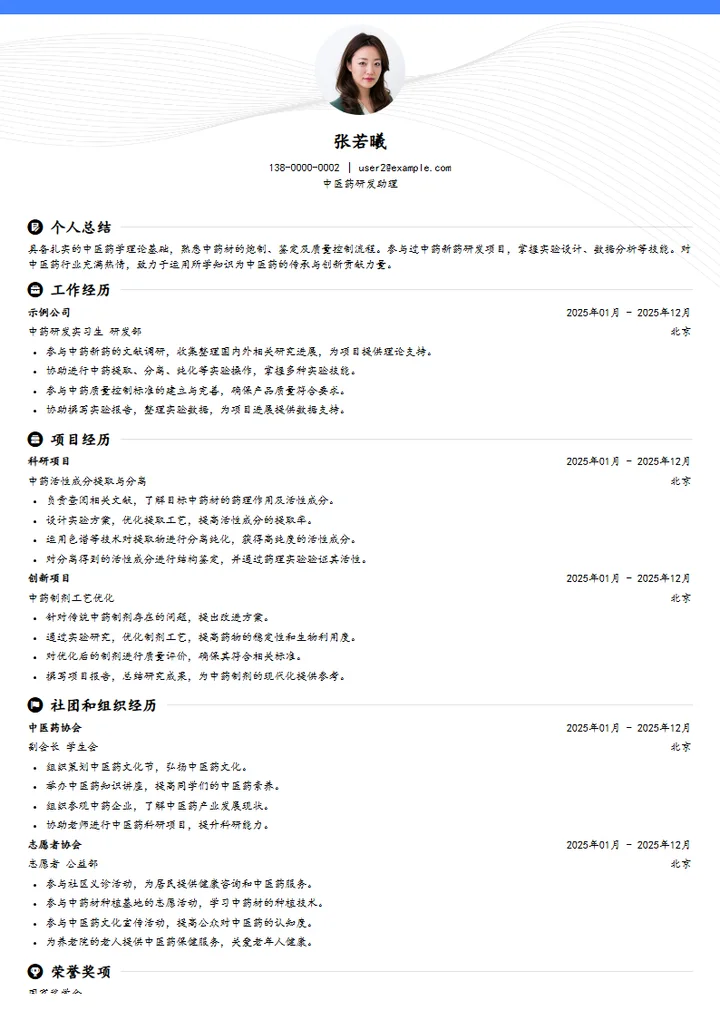 张若曦
138-0000-0002 | user2@example.com
中医药研发助理
个人总结
具备扎实的中医药学理论基础，熟悉中药材的炮制、鉴定及质量控制流程。参与过中药新药研发项目，掌握实验设计、数据分析等技能。对
中医药行业充满热情，致力于运用所学知识为中医药的传承与创新贡献力量。
工作经历
示例公司 2025年01月 - 2025年12月
中药研发实习生 研发部 北京
• 参与中药新药的文献调研，收集整理国内外相关研究进展，为项目提供理论支持。
• 协助进行中药提取、分离、纯化等实验操作，掌握多种实验技能。
• 参与中药质量控制标准的建立与完善，确保产品质量符合要求。
• 协助撰写实验报告，整理实验数据，为项目进展提供数据支持。
项目经历
科研项目 2025年01月 - 2025年12月
中药活性成分提取与分离 北京
• 负责查阅相关文献，了解目标中药材的药理作用及活性成分。
• 设计实验方案，优化提取工艺，提高活性成分的提取率。
• 运用色谱等技术对提取物进行分离纯化，获得高纯度的活性成分。
• 对分离得到的活性成分进行结构鉴定，并通过药理实验验证其活性。
创新项目 2025年01月 - 2025年12月
中药制剂工艺优化 北京
• 针对传统中药制剂存在的问题，提出改进方案。
• 通过实验研究，优化制剂工艺，提高药物的稳定性和生物利用度。
• 对优化后的制剂进行质量评价，确保其符合相关标准。
• 撰写项目报告，总结研究成果，为中药制剂的现代化提供参考。
社团和组织经历
中医药协会 2025年01月 - 2025年12月
副会长 学生会 北京
• 组织策划中医药文化节，弘扬中医药文化。
• 举办中医药知识讲座，提高同学们的中医药素养。
• 组织参观中药企业，了解中医药产业发展现状。
• 协助老师进行中医药科研项目，提升科研能力。
志愿者协会 2025年01月 - 2025年12月
志愿者 公益部 北京
• 参与社区义诊活动，为居民提供健康咨询和中医药服务。
• 参与中药材种植基地的志愿活动，学习中药材的种植技术。
• 参与中医药文化宣传活动，提高公众对中医药的认知度。
• 为养老院的老人提供中医药保健服务，关爱老年人健康。
荣誉奖项